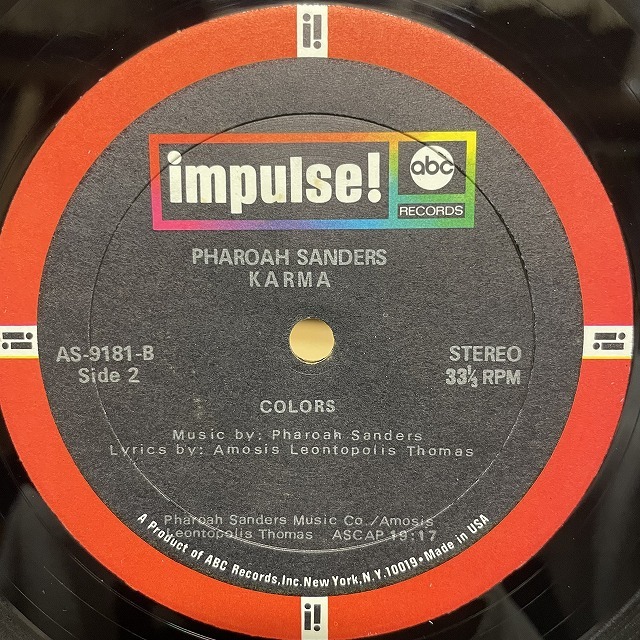 i!
impulse!
abc
RECORDS
PHAROAH SANDERS
KARMA
i!
i!
AS-9181-B
Side 2
STEREO
33⅓ RPM
COLORS
Music by: Pharoah Sanders
Lyrics by: Amosis Leontopolis Thomas
Pharoah Sanders Music Co./Amosis
Leontopolis Thomas ASCAP 19:17
A Product of ABC Records, Inc. New York, N.Y. 10019 • Made in USA
i!